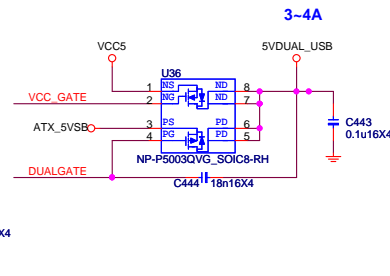 3~4A
VCC5
5VDUAL_USB
U36
1 NS ND 8
VCC_GATE 2 NG ND 7
ATX_5VSB 3 PS PD 6
4 PG PD 5
C443
0.1u16X4
NP-P5003QVG_SOIC8-RH
DUALGATE
C444 18n16X4
X4